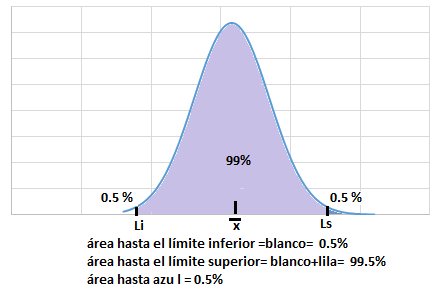 99%
0.5 %
0.5 %
Li
x̄
Ls
área hasta el límite inferior =blanco= 0.5%
área hasta el límite superior= blanco+lila= 99.5%
área hasta azu l = 0.5%